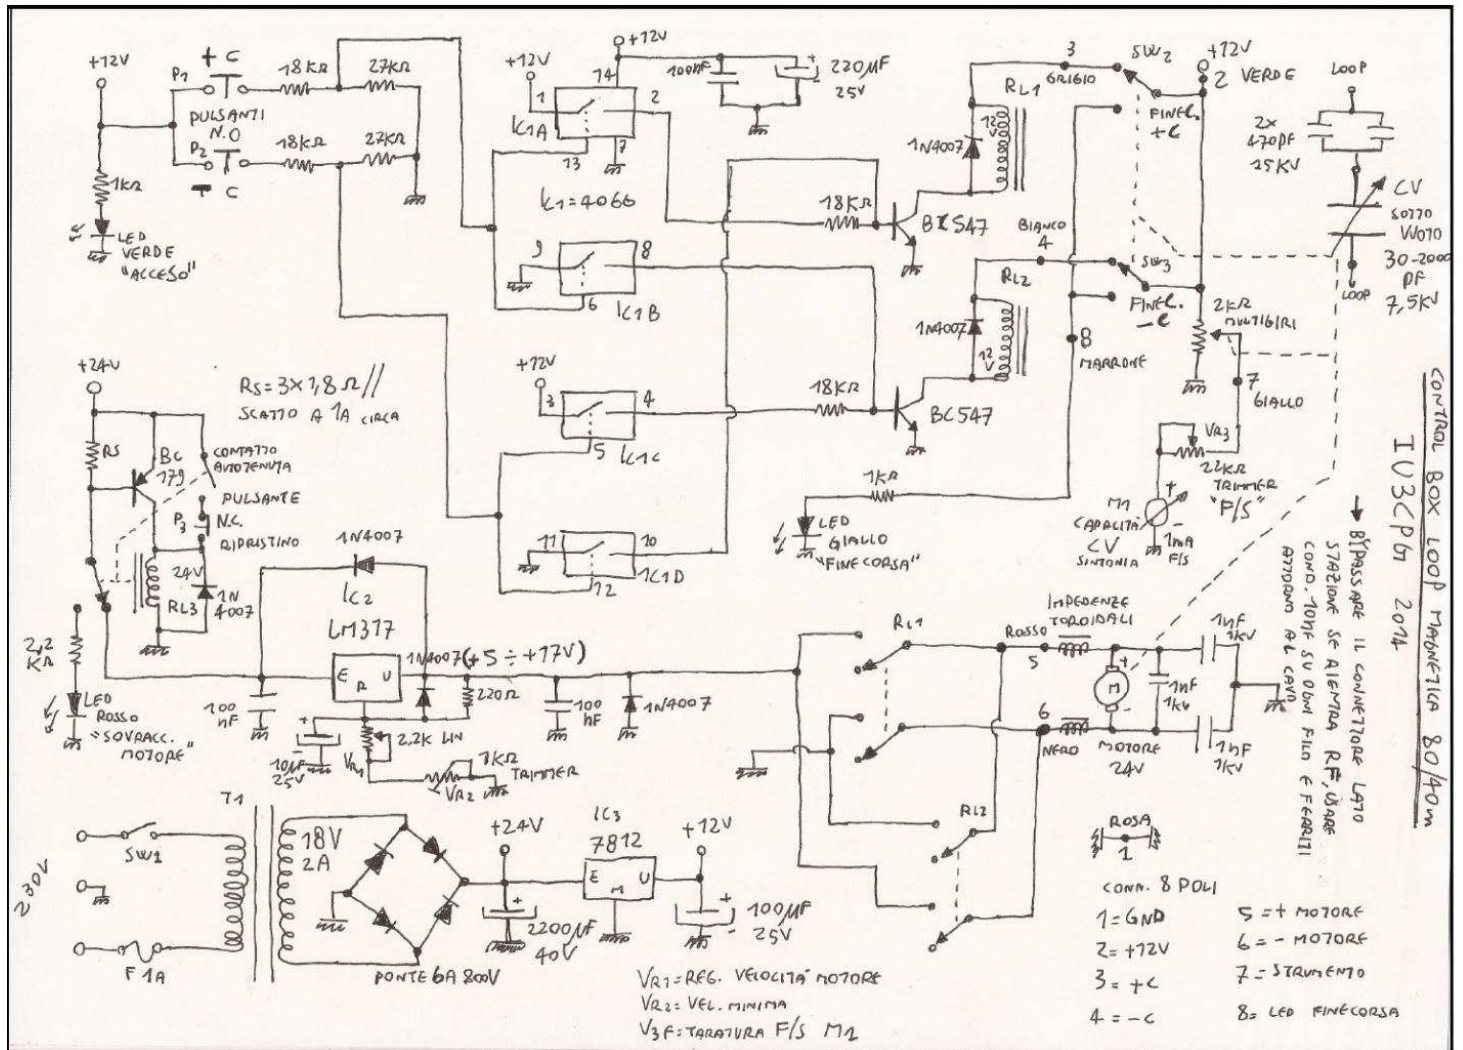 +12V
P1
+ C
PULSANTI
N.O
P2
- C
18KΩ
27KΩ
18KΩ
27KΩ
1KΩ
LED
VERDE
"ACCESO"
+12V
1
14
2
IC1A
7
13
+12V
100nF
220µF
25V
IC1=4066
9
8
6
IC1B
+12V
3
4
5
IC1C
11
10
12
IC1D
18KΩ
BC547
1N4007
12
V
RL1
3
GRIGIO
SW2
FINEC.
+C
+12V
2
VERDE
LOOP
2X
470pF
15KV
CV
SOTTO
VUOTO
30-2000
PF
7,5KV
LOOP
BIANCO
4
RL2
SW3
FINEC.
-C
1N4007
12
V
18KΩ
BC547
8
MARRONE
2KΩ
MULTIGIRI
7
GIALLO
VR3
22KΩ
TRIMMER
"F/S"
M1
CAPACITÀ
CV
SINTONIA
+
-
1mA
F/S
1KΩ
LED
GIALLO
"FINECORSA"
+24V
RS=3X1,8Ω//
SCATTO A 1A CIRCA
RS
BC
179
CONTATTO
AUTOTENUTA
PULSANTE
P3
N.C.
RIPRISTINO
24V
RL3
1N
4007
2,2
KΩ
LED
ROSSO
"SOVRACC.
MOTORE"
1N4007
IC2
LM317
E
R
U
1N4007
(+5÷+17V)
100
nF
+
10µF
25V
2,2K LIN
VR1
220Ω
100
nF
1N4007
1KΩ
TRIMMER
VR2
RL1
RL2
ROSSO
5
IMPEDENZE
TOROIDALI
6
NERO
+
M
-
MOTORE
24V
1nF
1KV
1nF
1KV
1nF
1KV
230V
SW1
F 1A
T1
18V
2A
PONTE 6A 800V
+24V
+
2200µF
40V
IC3
7812
E
M
U
+12V
+
-
100µF
25V
VR1=REG. VELOCITÀ MOTORE
VR2=VEL. MINIMA
V3F=TARATURA F/S M1
ROSA
1
CONN. 8 POLI
1=GND
2=+12V
3=+C
4=-C
5=+ MOTORE
6=- MOTORE
7=STRUMENTO
8=LED FINECORSA
CONTROL BOX LOOP MAGNETICA 80/40m
IV3CPG 2014
→ BYPASSARE IL CONNETTORE LATO
STAZIONE SE RIENTRA RF, USARE
COND. 10nF SU OGNI FILO E FERRITI
ATTORNO AL CAVO